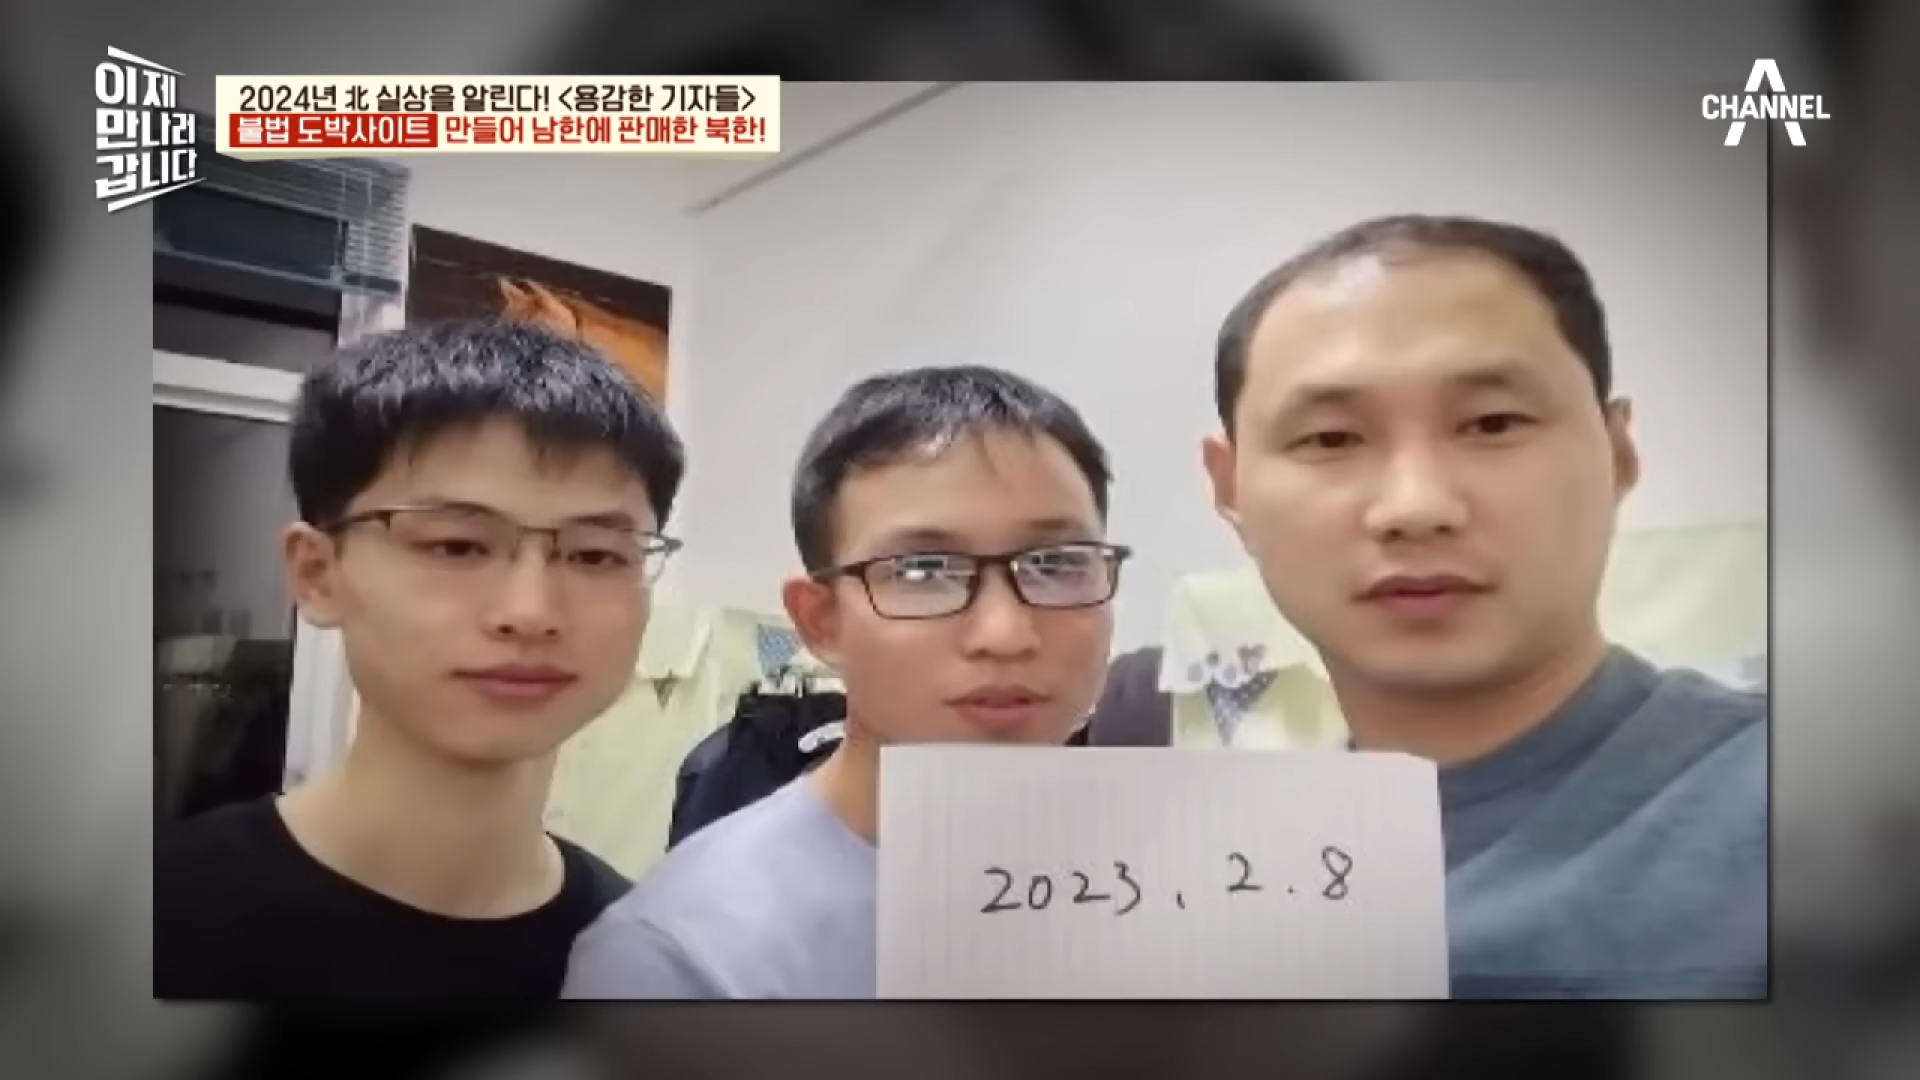 이제
만나러
갑니다
2024년 北 실상을 알린다! <용감한 기자들>
불법 도박사이트 만들어 남한에 판매한 북한!
CHANNEL A
2023. 2. 8